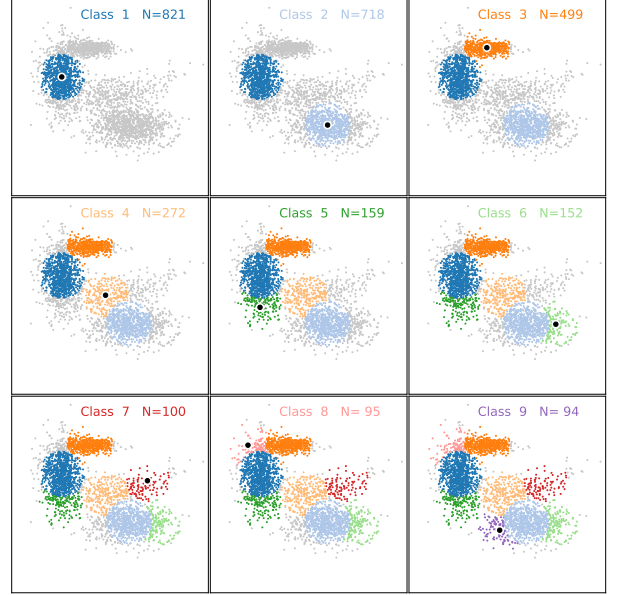 Class 1 N=821
Class 2 N=718
Class 3 N=499
Class 4 N=272
Class 5 N=159
Class 6 N=152
Class 7 N=100
Class 8 N= 95
Class 9 N= 94